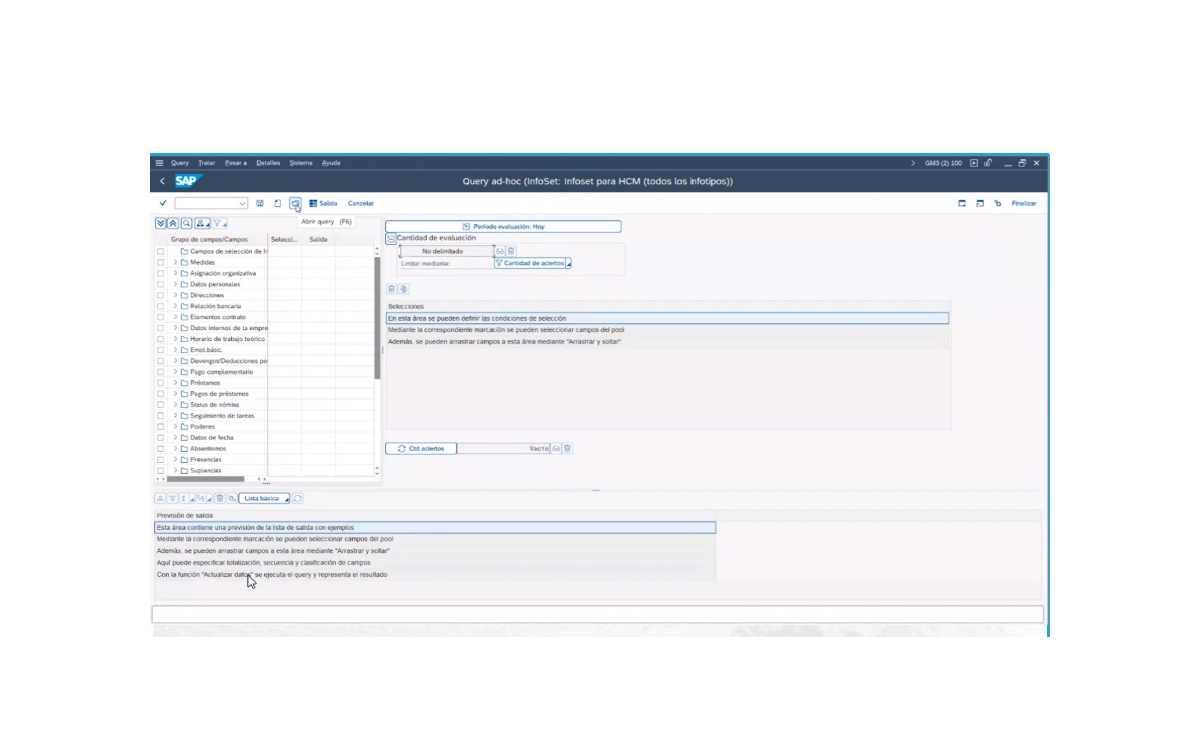 Query Tratar Pasar a Detalles Sistema Ayuda GM3 (2) 100
SAP Query ad-hoc (InfoSet: Infoset para HCM (todos los infotipos))
Salida Cancelar Finalizar
Abrir query (F6)
Período evaluación: Hoy
Grupo de campos/Campos Selecci... Salida
Cantidad de evaluación
No delimitado
Limitar mediante: Cantidad de aciertos
Campos de selección de Ir
Medidas
Asignación organizativa
Datos personales
Direcciones
Relación bancaria
Elementos contrato
Datos internos de la empre
Horario de trabajo teórico
Emol.básic.
Devengos/Deducciones pe
Pago complementario
Préstamos
Pagos de préstamos
Status de nómina
Seguimiento de tareas
Poderes
Datos de fecha
Absentismos
Presencias
Suplencias
Selecciones
En esta área se pueden definir las condiciones de selección
Mediante la correspondiente marcación se pueden seleccionar campos del pool
Además, se pueden arrastrar campos a esta área mediante "Arrastrar y soltar"
Ctd.aciertos Vacío
Lista básica
Previsión de salida
Esta área contiene una previsión de la lista de salida con ejemplos
Mediante la correspondiente marcación se pueden seleccionar campos del pool
Además, se pueden arrastrar campos a esta área mediante "Arrastrar y soltar"
Aquí puede especificar totalización, secuencia y clasificación de campos
Con la función "Actualizar datos" se ejecuta el query y representa el resultado